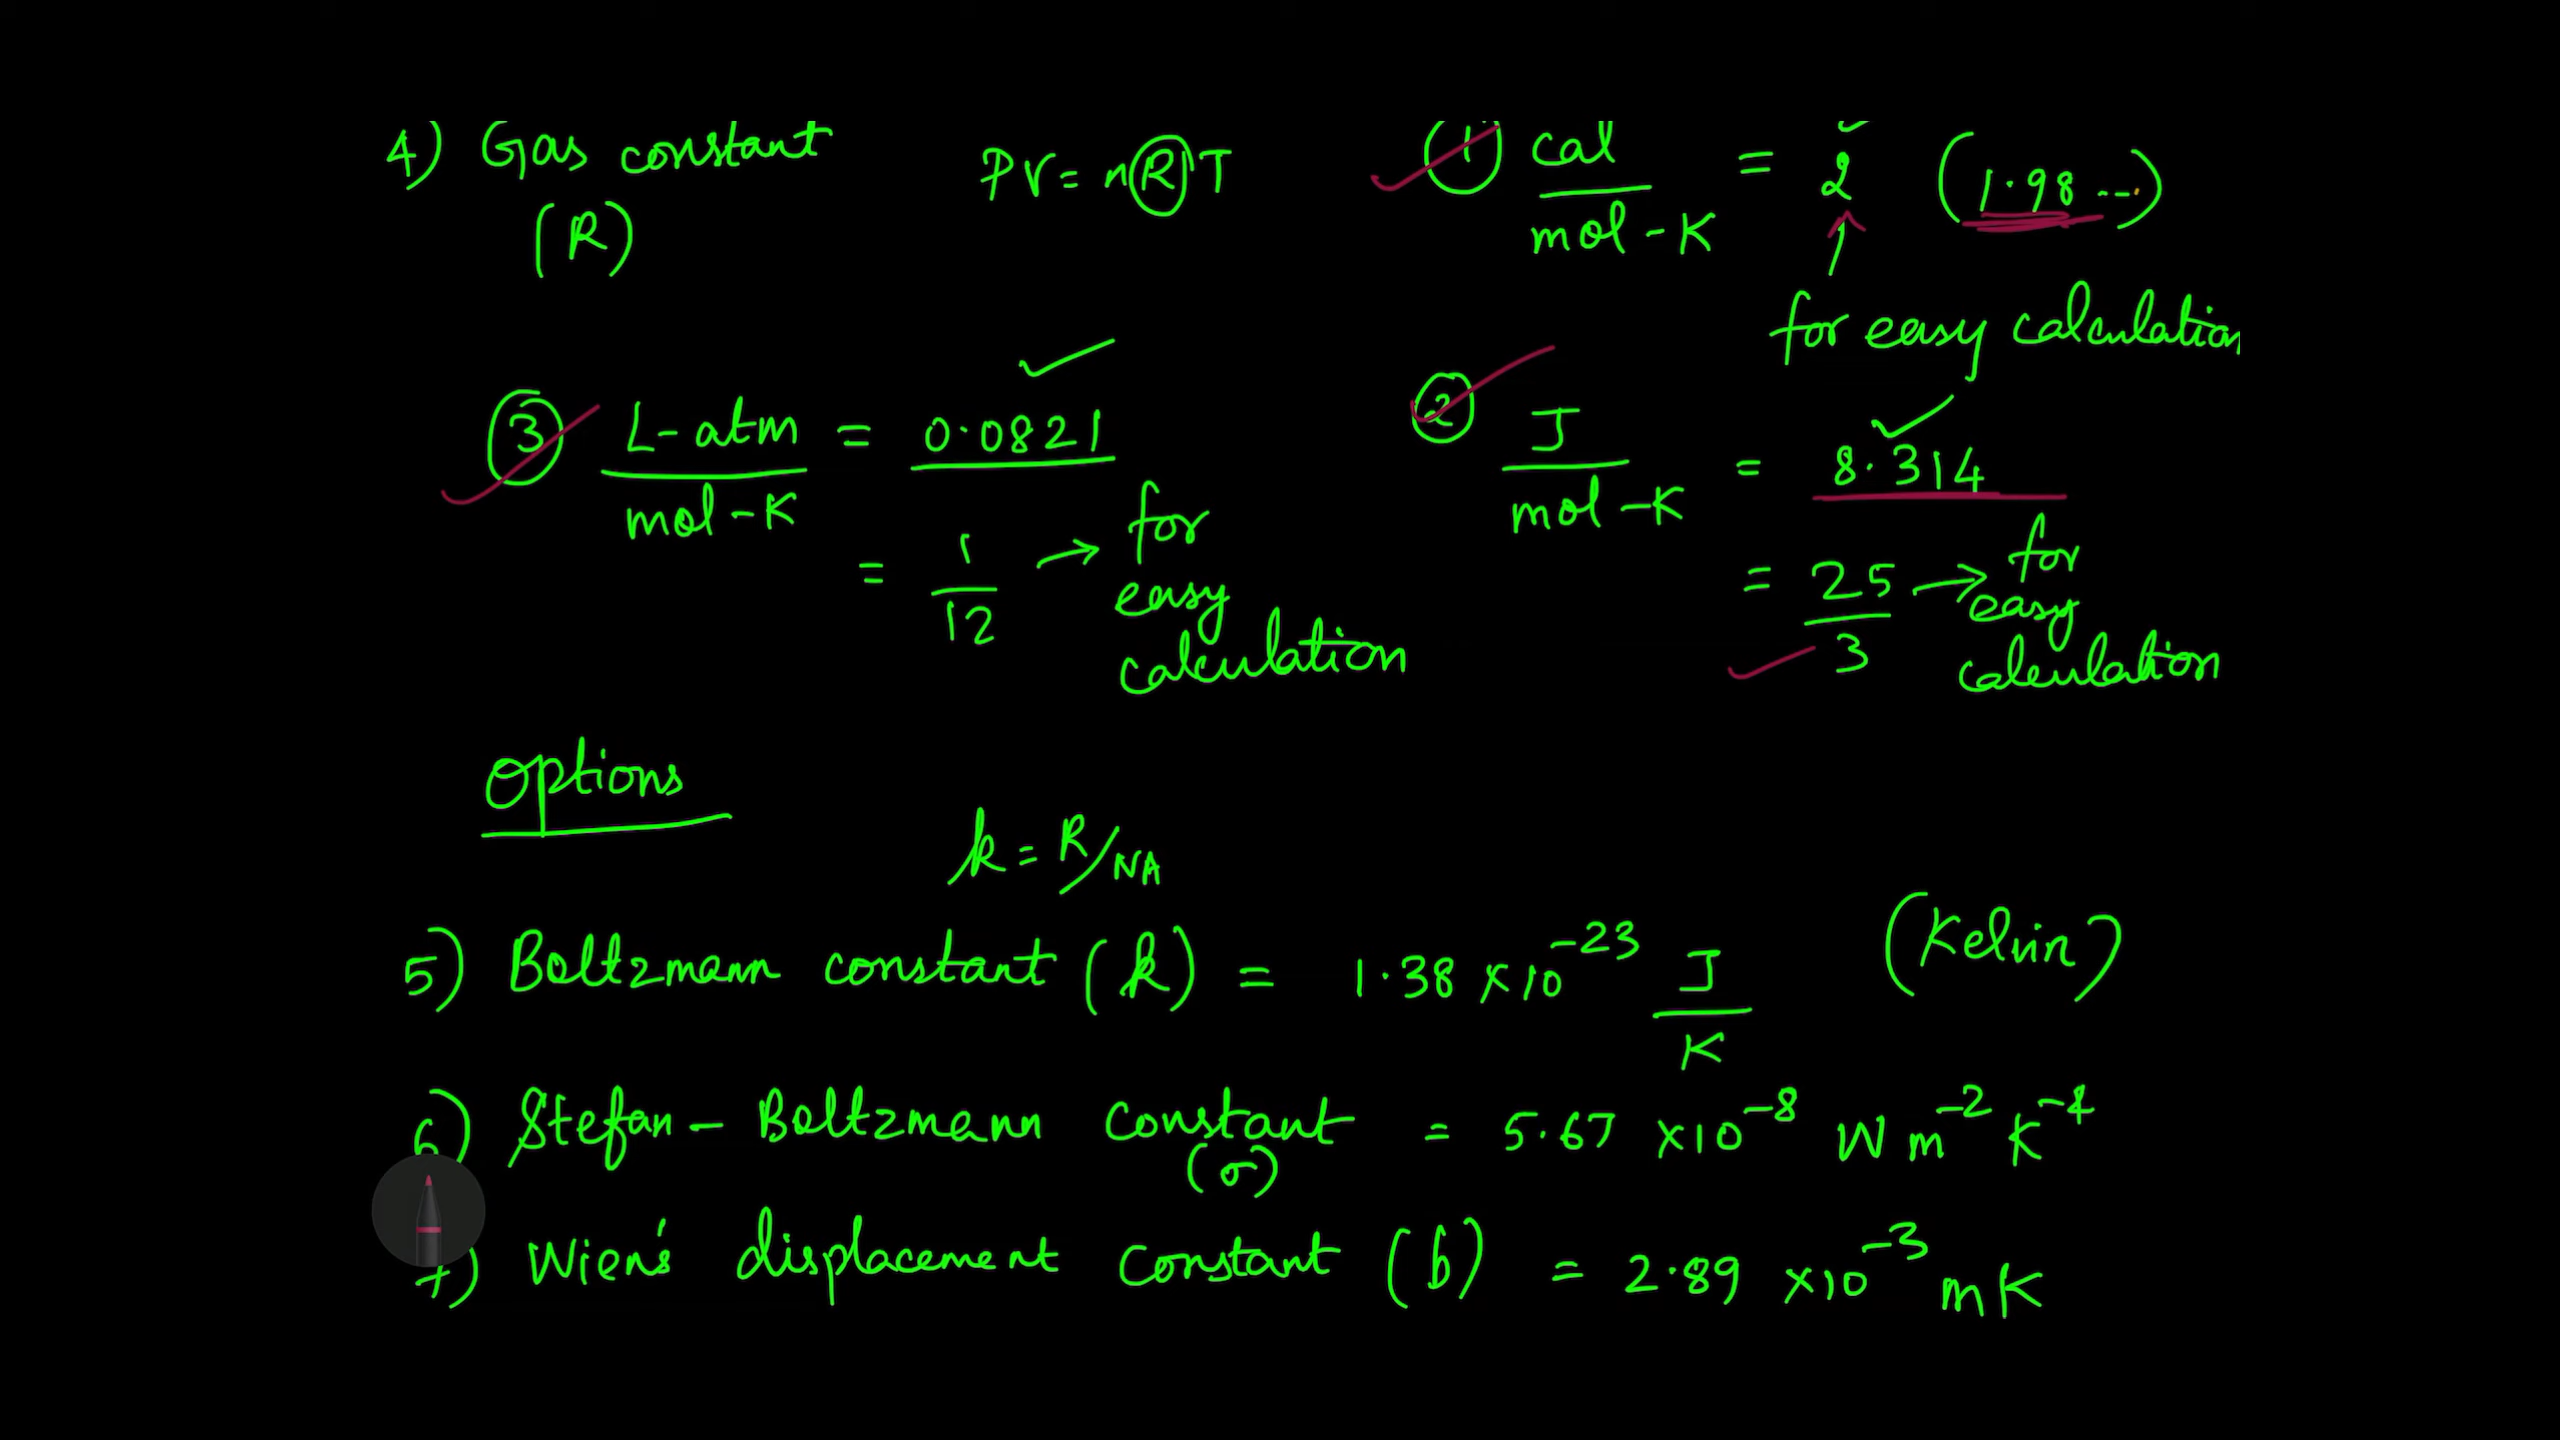 4) Gas constant (R)
PV = nRT
① cal / mol-K = 2 (1.98 ...)
for easy calculation
③ L-atm / mol-K = 0.0821
= 1/12 → for easy calculation
② J / mol-K = 8.314
= 25/3 → for easy calculation
Options
k = R/NA
5) Boltzmann constant (k) = 1.38 × 10^-23 J/K (Kelvin)
6) Stefan - Boltzmann constant (σ) = 5.67 × 10^-8 W m^-2 K^-4
7) Wien's displacement constant (b) = 2.89 × 10^-3 mK